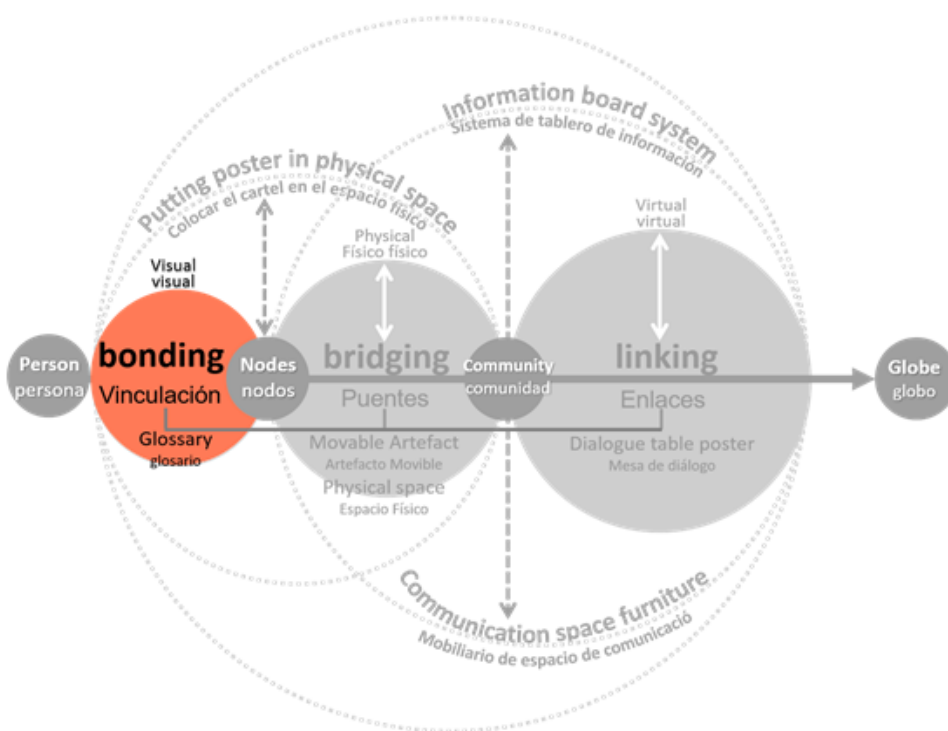 Information board system
Sistema de tablero de información
Putting poster in physical space
Colocar el cartel en el espacio físico
Virtual
virtual
Physical
Físico físico
Visual
visual
Person
persona
bonding
Vinculación
Glossary
glosario
Nodes
nodos
bridging
Puentes
Movable Artefact
Artefacto Movible
Physical space
Espacio Físico
Community
comunidad
linking
Enlaces
Dialogue table poster
Mesa de diálogo
Globe
globo
Communication space furniture
Mobiliario de espacio de comunicació